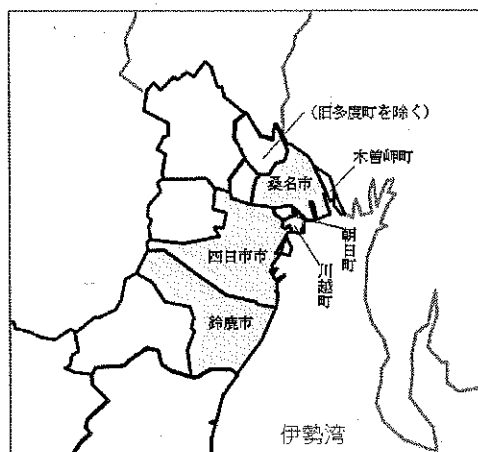 (旧多度町を除く)
木曽岬町
桑名市
朝日町
川越町
四日市市
鈴鹿市
伊勢湾